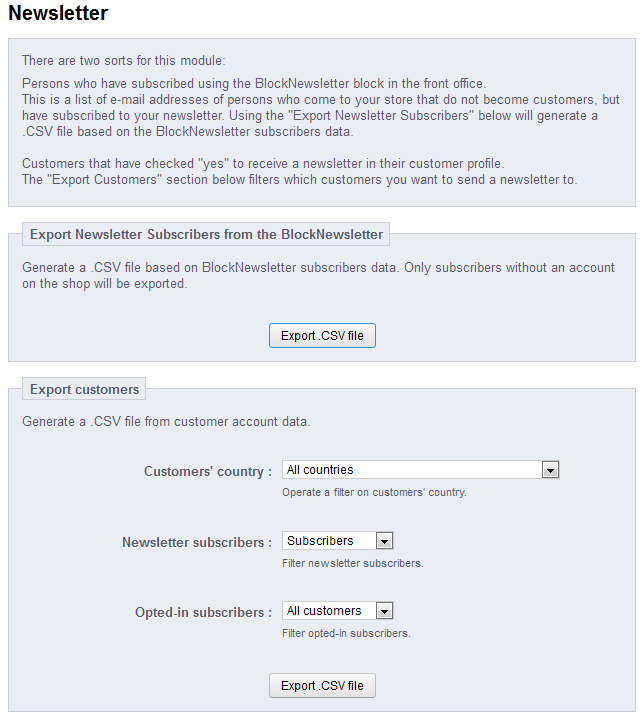 Newsletter
There are two sorts for this module:
Persons who have subscribed using the BlockNewsletter block in the front office.
This is a list of e-mail addresses of persons who come to your store that do not become customers, but
have subscribed to your newsletter. Using the "Export Newsletter Subscribers" below will generate a
.CSV file based on the BlockNewsletter subscribers data.
Customers that have checked "yes" to receive a newsletter in their customer profile.
The "Export Customers" section below filters which customers you want to send a newsletter to.
Export Newsletter Subscribers from the BlockNewsletter
Generate a .CSV file based on BlockNewsletter subscribers data. Only subscribers without an account
on the shop will be exported.
Export .CSV file
Export customers
Generate a .CSV file from customer account data.
Customers' country : All countries
Operate a filter on customers' country.
Newsletter subscribers : Subscribers
Filter newsletter subscribers.
Opted-in subscribers : All customers
Filter opted-in subscribers.
Export .CSV file